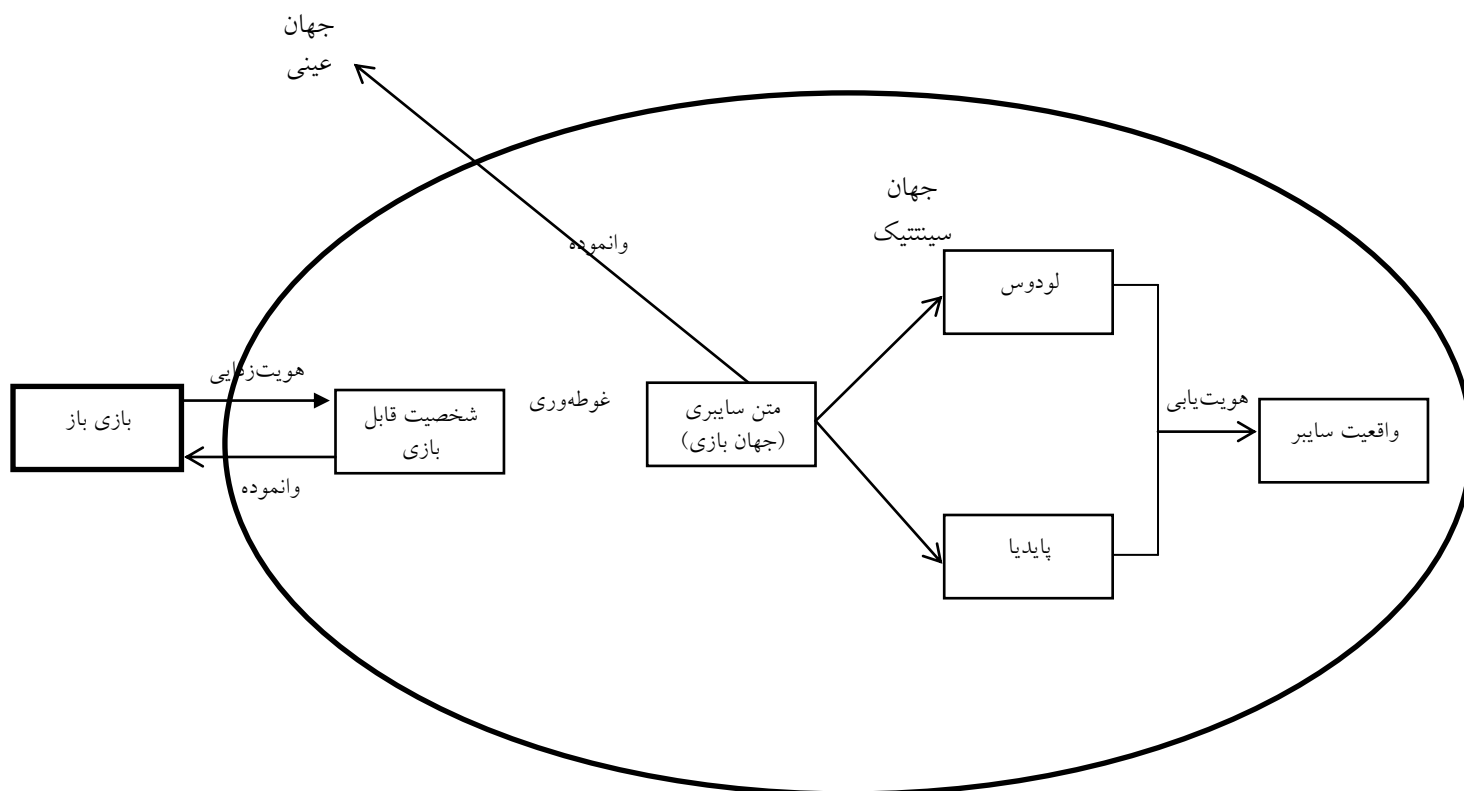 جهان
عینی
جهان
سینتتیک
وانموده
لودوس
هویت‌زدایی
بازی باز
شخصیت قابل
بازی
غوطه‌وری
متن سایبری
(جهان بازی)
هویت‌یابی
واقعیت سایبر
وانموده
پایدیا